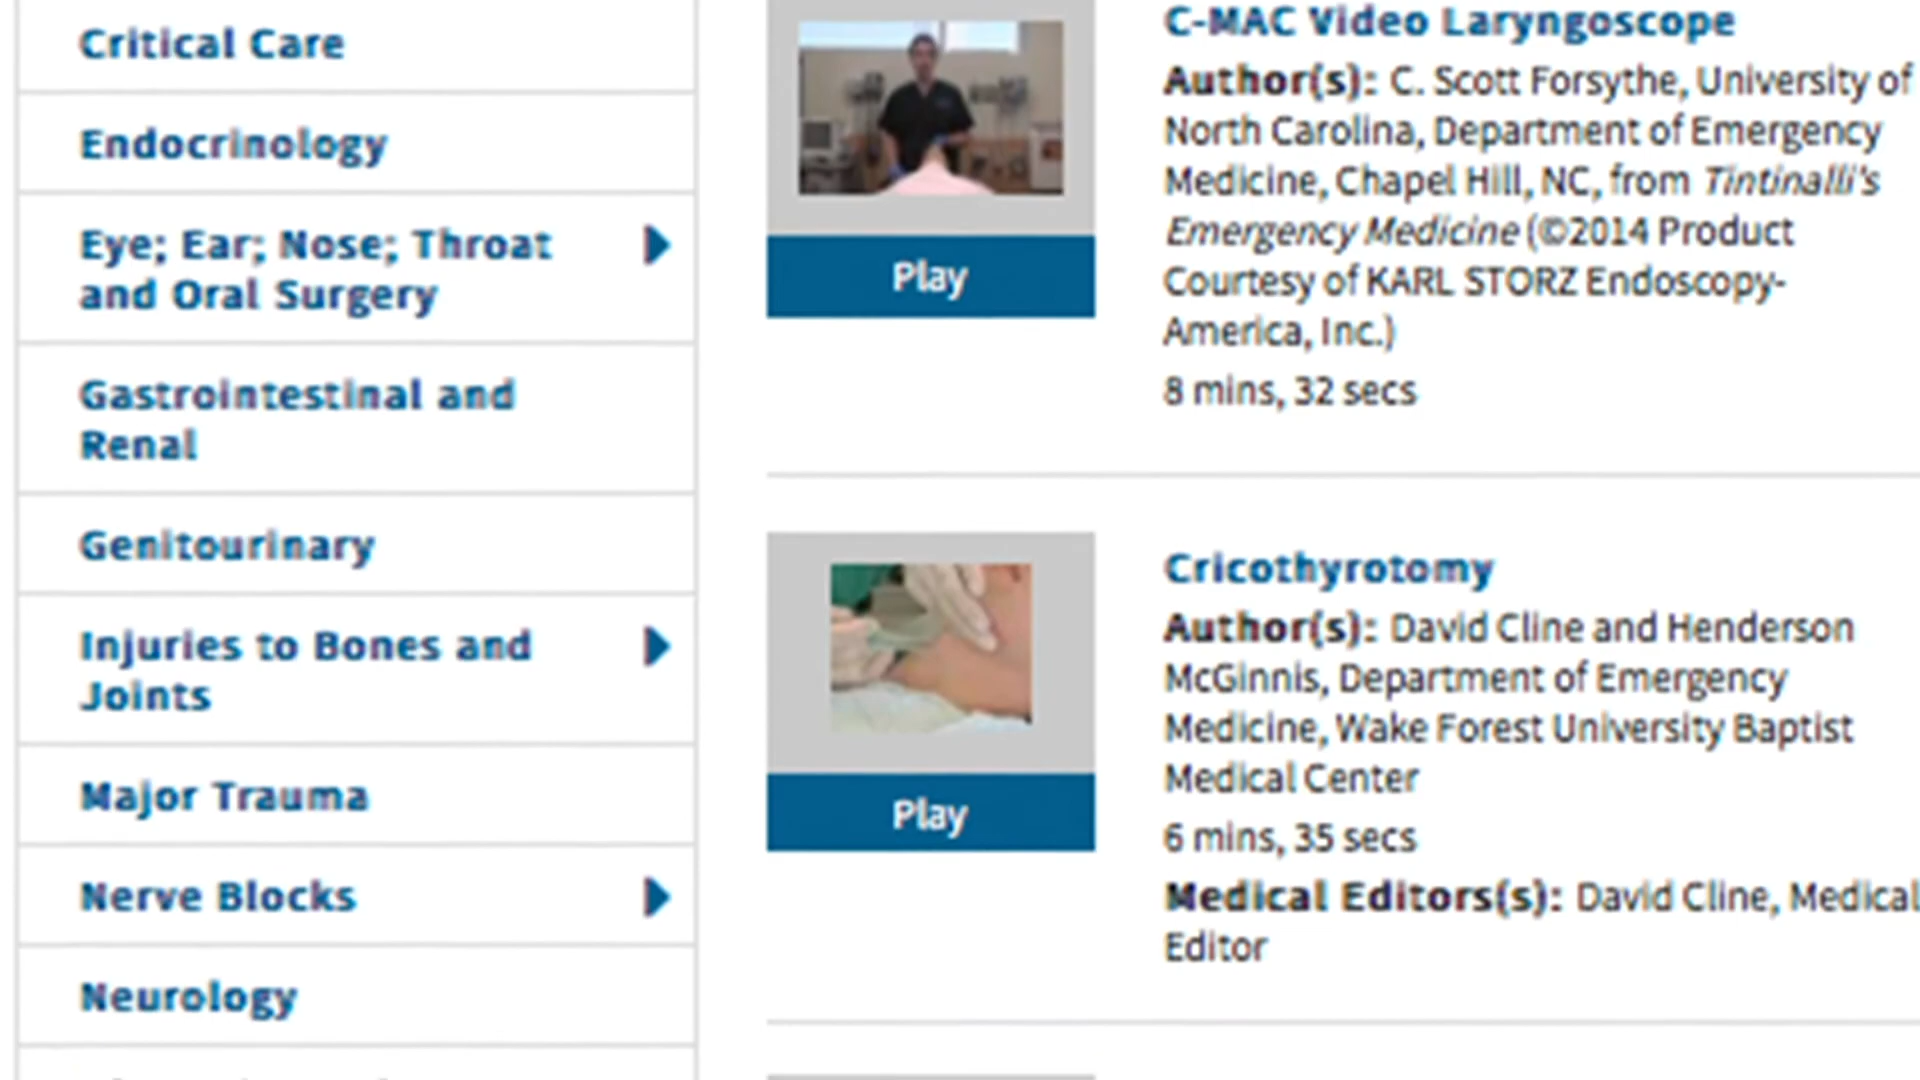 Critical Care
Endocrinology
Eye; Ear; Nose; Throat
and Oral Surgery
Gastrointestinal and
Renal
Genitourinary
Injuries to Bones and
Joints
Major Trauma
Nerve Blocks
Neurology
C-MAC Video Laryngoscope
Author(s): C. Scott Forsythe, University of
North Carolina, Department of Emergency
Medicine, Chapel Hill, NC, from Tintinalli's
Emergency Medicine (©2014 Product
Courtesy of KARL STORZ Endoscopy-
America, Inc.)
8 mins, 32 secs
Play
Cricothyrotomy
Author(s): David Cline and Henderson
McGinnis, Department of Emergency
Medicine, Wake Forest University Baptist
Medical Center
6 mins, 35 secs
Medical Editors(s): David Cline, Medical
Editor
Play